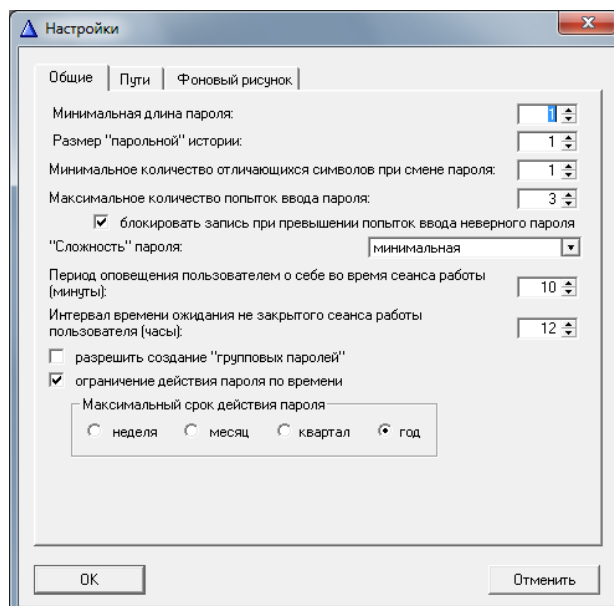 Настройки
Общие
Пути
Фоновый рисунок
Минимальная длина пароля:
1
Размер "парольной" истории:
1
Минимальное количество отличающихся символов при смене пароля:
1
Максимальное количество попыток ввода пароля:
3
блокировать запись при превышении попыток ввода неверного пароля
"Сложность" пароля:
минимальная
Период оповещения пользователем о себе во время сеанса работы
(минуты):
10
Интервал времени ожидания не закрытого сеанса работы
пользователя (часы):
12
разрешить создание "групповых паролей"
ограничение действия пароля по времени
Максимальный срок действия пароля
неделя
месяц
квартал
год
OK
Отменить